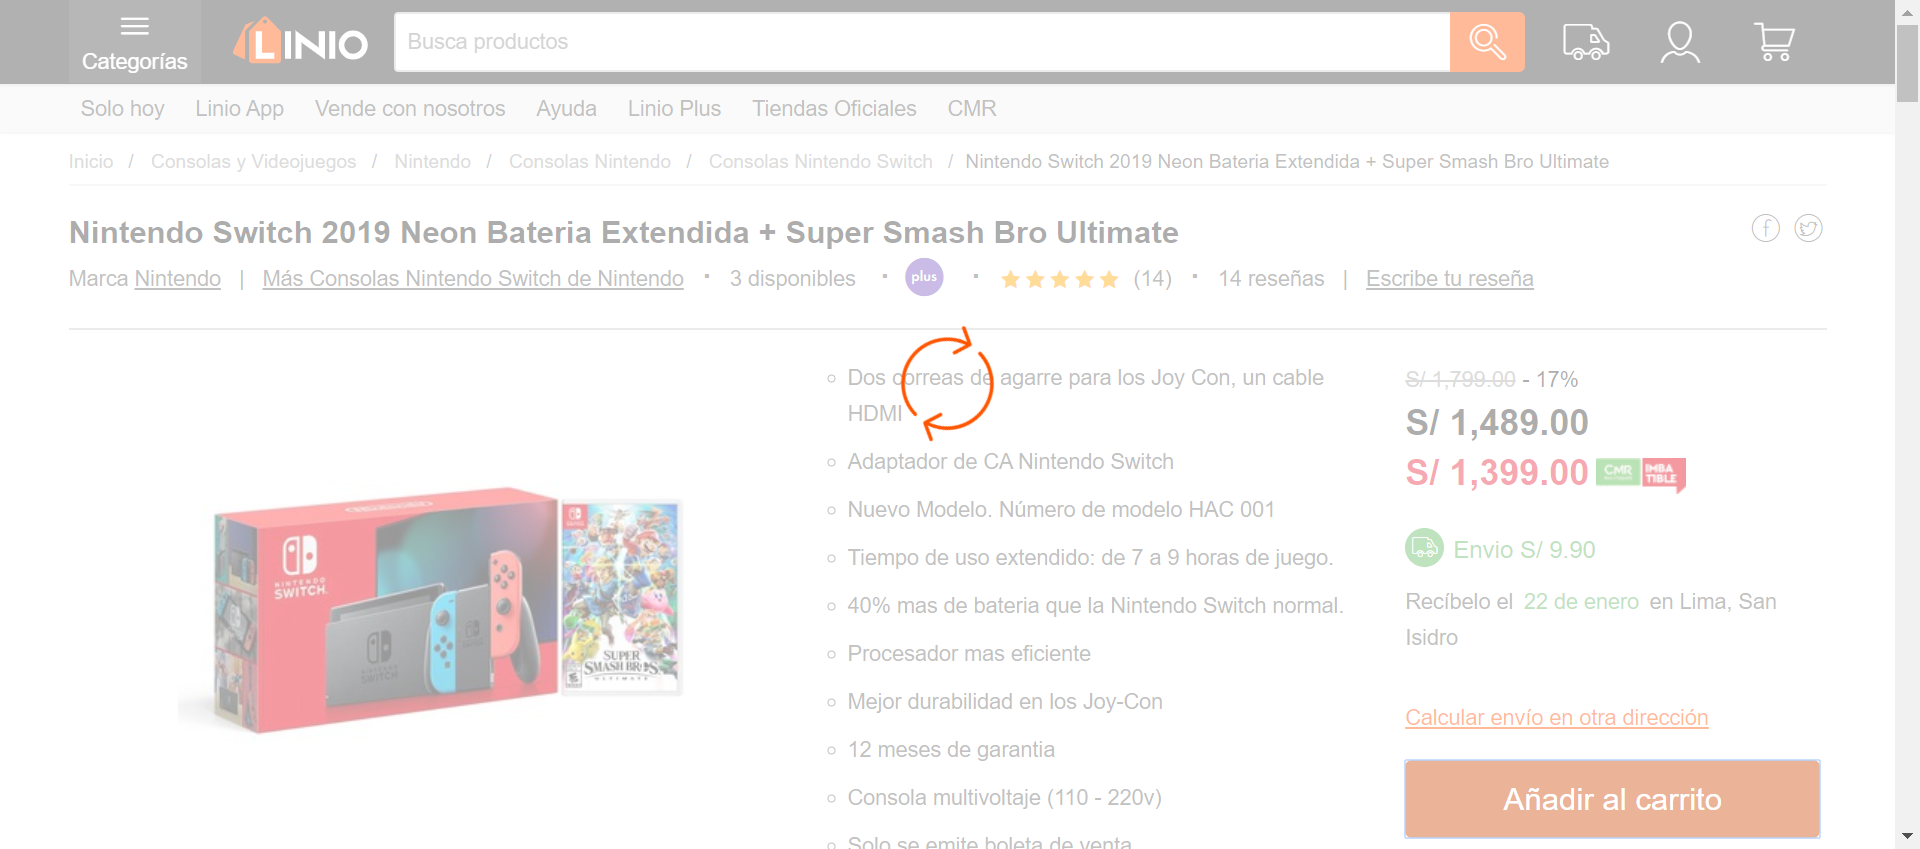 Categorías
LINIO
Busca productos
Solo hoy Linio App Vende con nosotros Ayuda Linio Plus Tiendas Oficiales CMR
Inicio / Consolas y Videojuegos / Nintendo / Consolas Nintendo / Consolas Nintendo Switch / Nintendo Switch 2019 Neon Bateria Extendida + Super Smash Bro Ultimate
Nintendo Switch 2019 Neon Bateria Extendida + Super Smash Bro Ultimate
Marca Nintendo | Más Consolas Nintendo Switch de Nintendo · 3 disponibles · plus · (14) · 14 reseñas | Escribe tu reseña
NINTENDO
SWITCH
NINTENDO
SWITCH
SUPER
SMASH BROS.
ULTIMATE
Dos correas de agarre para los Joy Con, un cable
HDMI
Adaptador de CA Nintendo Switch
Nuevo Modelo. Número de modelo HAC 001
Tiempo de uso extendido: de 7 a 9 horas de juego.
40% mas de bateria que la Nintendo Switch normal.
Procesador mas eficiente
Mejor durabilidad en los Joy-Con
12 meses de garantia
Consola multivoltaje (110 - 220v)
Solo se emite boleta de venta
S/ 1,799.00 - 17%
S/ 1,489.00
S/ 1,399.00 CMR IMBA
TIBLE
Envio S/ 9.90
Recíbelo el 22 de enero en Lima, San
Isidro
Calcular envío en otra dirección
Añadir al carrito